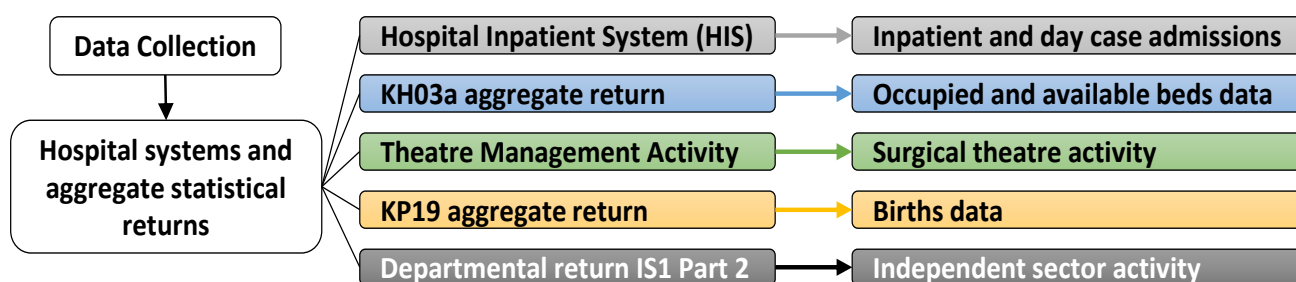 Data Collection
Hospital systems and
aggregate statistical
returns
Hospital Inpatient System (HIS)
Inpatient and day case admissions
KH03a aggregate return
Occupied and available beds data
Theatre Management Activity
Surgical theatre activity
KP19 aggregate return
Births data
Departmental return IS1 Part 2
Independent sector activity